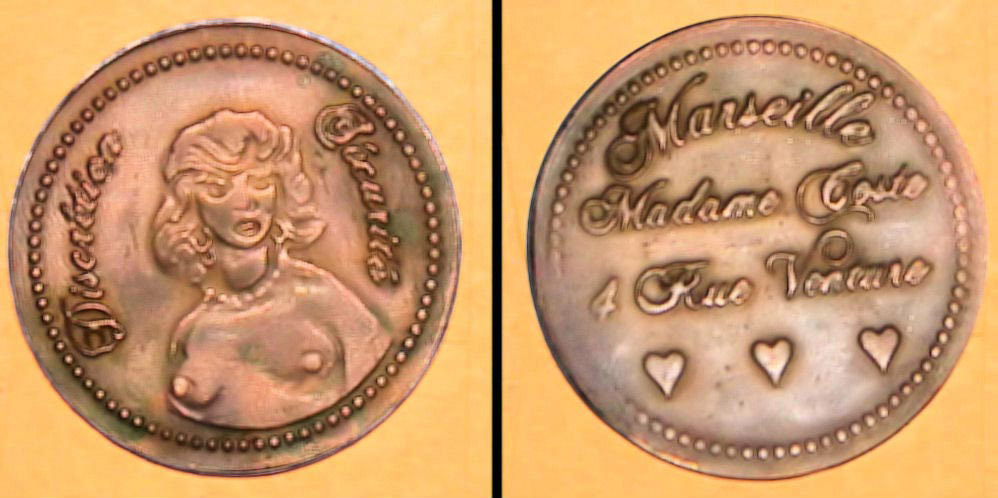 Discrétion
Sécurité
Marseille
Madame Coste
4 Rue Venture